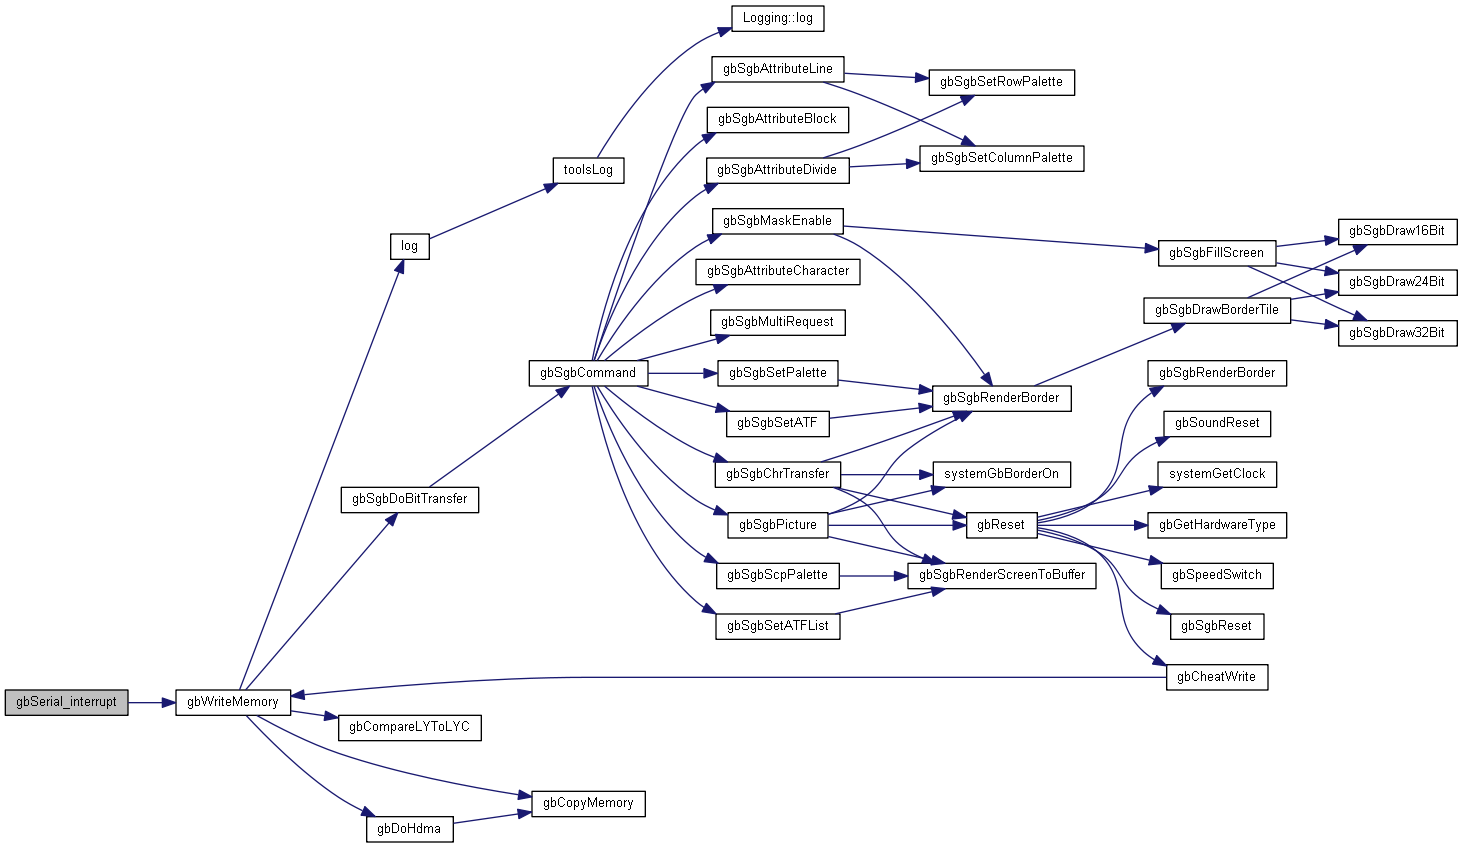 Logging::log
gbSgbAttributeLine
gbSgbSetRowPalette
gbSgbAttributeBlock
gbSgbSetColumnPalette
toolsLog
gbSgbAttributeDivide
gbSgbMaskEnable
gbSgbDraw16Bit
log
gbSgbFillScreen
gbSgbAttributeCharacter
gbSgbDraw24Bit
gbSgbDrawBorderTile
gbSgbMultiRequest
gbSgbDraw32Bit
gbSgbCommand
gbSgbSetPalette
gbSgbRenderBorder
gbSgbRenderBorder
gbSgbSetATF
gbSoundReset
gbSgbChrTransfer
systemGbBorderOn
systemGetClock
gbSgbDoBitTransfer
gbSgbPicture
gbReset
gbGetHardwareType
gbSgbScpPalette
gbSgbRenderScreenToBuffer
gbSpeedSwitch
gbSgbSetATFList
gbSgbReset
gbCheatWrite
gbSerial_interrupt
gbWriteMemory
gbCompareLYToLYC
gbCopyMemory
gbDoHdma